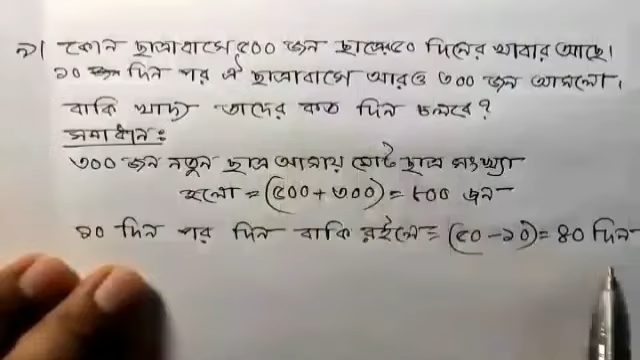 ৯। কোন ছাত্রাবাসে ৫০০ জন ছাত্রের ৫০ দিনের খাবার আছে।
১০ দিন পর ঐ ছাত্রাবাসে আরও ৩০০ জন আসলো।
বাকি খাদ্য তাদের কত দিন চলবে?
সমাধান:
৩০০ জন নতুন ছাত্র আসায় মোট ছাত্র সংখ্যা
হলো = (৫০০+৩০০) = ৮০০ জন
১০ দিন পর দিন বাকি রইলো = (৫০-১০) = ৪০ দিন